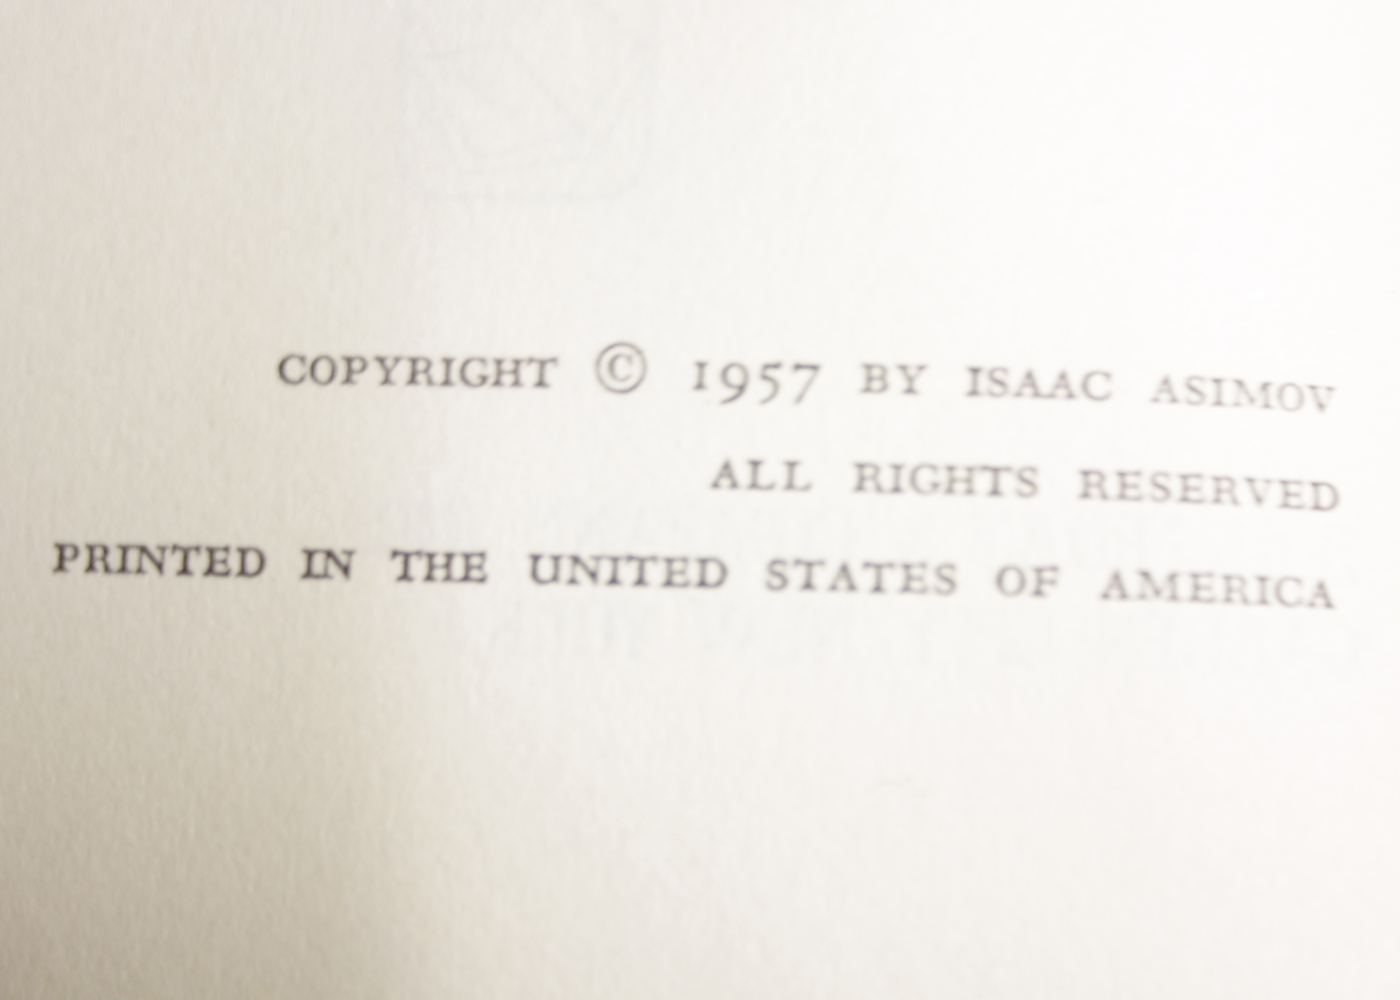 COPYRIGHT © 1957 BY ISAAC ASIMOV
ALL RIGHTS RESERVED
PRINTED IN THE UNITED STATES OF AMERICA